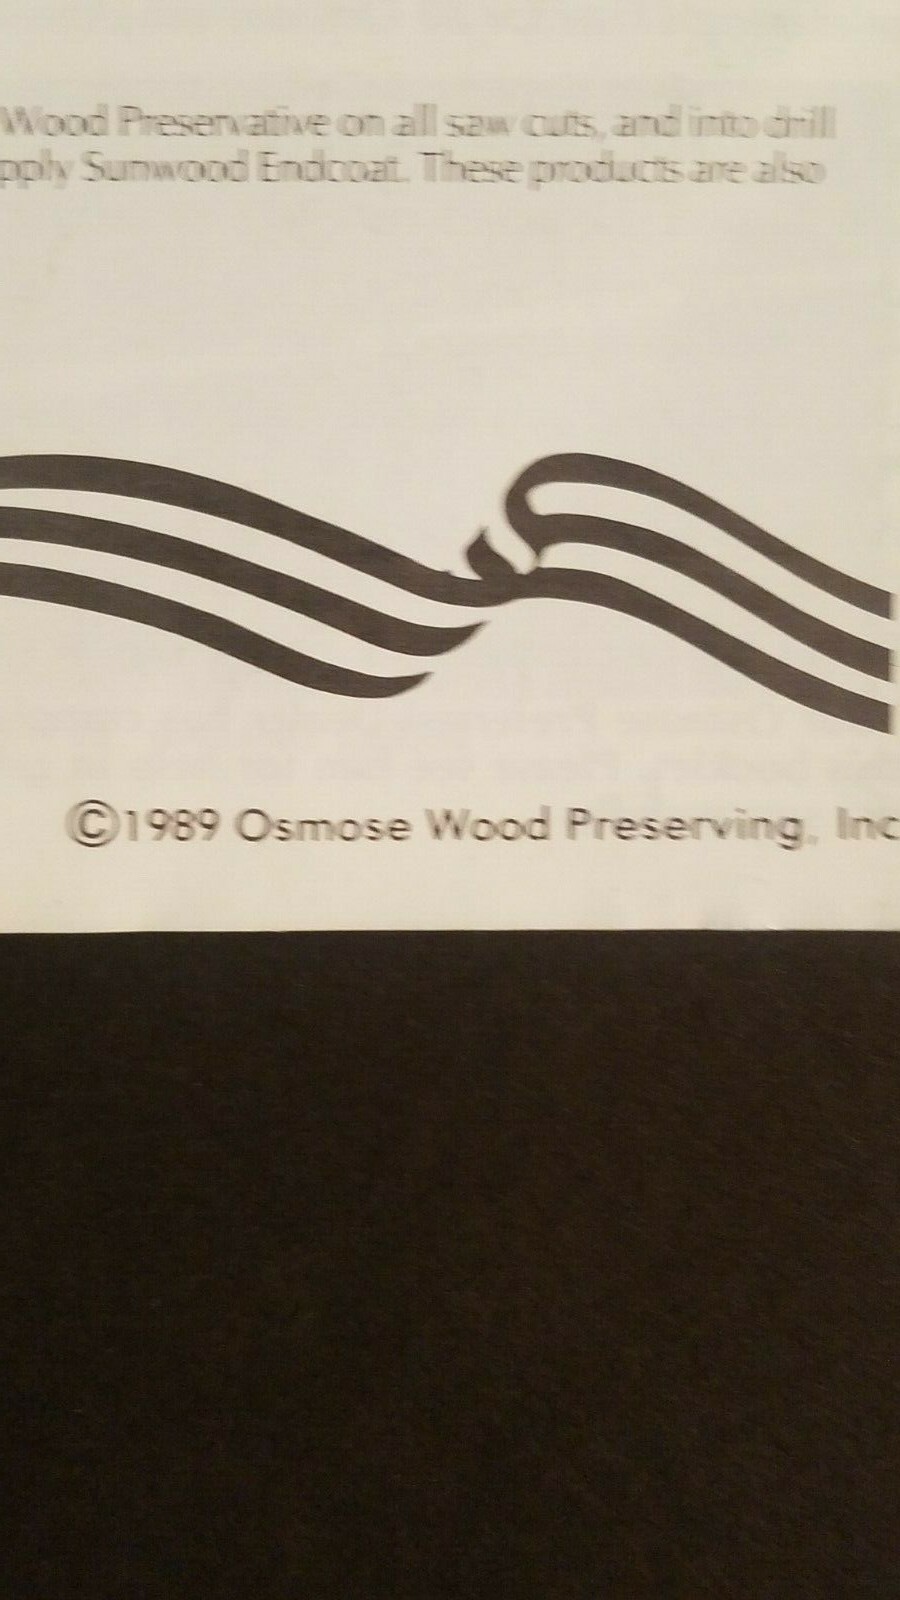 Wood Preservative on all saw cuts, and into drill
pply Sunwood Endcoat. These products are also
©1989 Osmose Wood Preserving, Inc